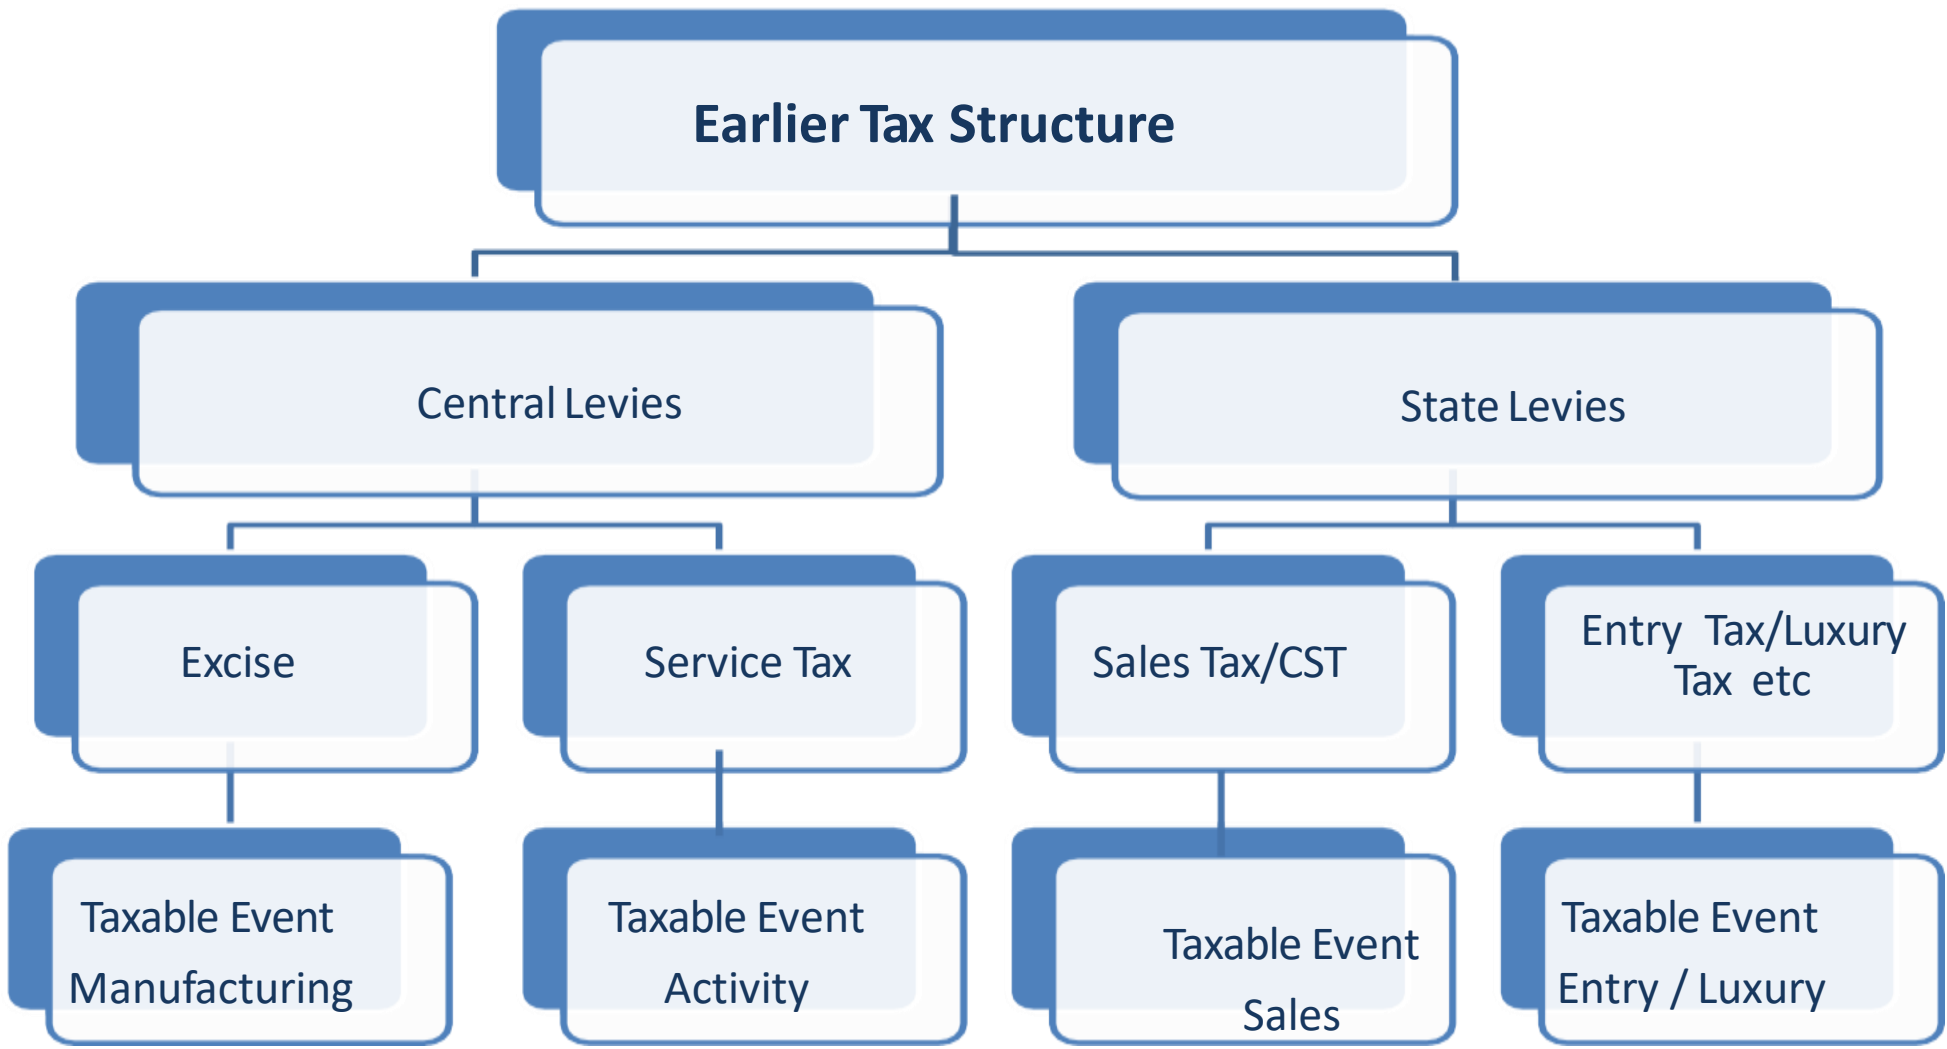 Earlier Tax Structure
Central Levies
State Levies
Excise
Service Tax
Sales Tax/CST
Entry Tax/Luxury
Tax etc
Taxable Event
Manufacturing
Taxable Event
Activity
Taxable Event
Sales
Taxable Event
Entry / Luxury